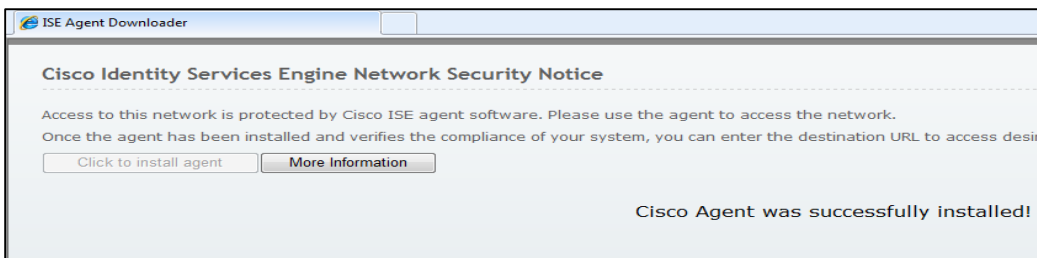 ISE Agent Downloader
Cisco Identity Services Engine Network Security Notice
Access to this network is protected by Cisco ISE agent software. Please use the agent to access the network.
Once the agent has been installed and verifies the compliance of your system, you can enter the destination URL to access
Click to install agent More Information
Cisco Agent was successfully installed!